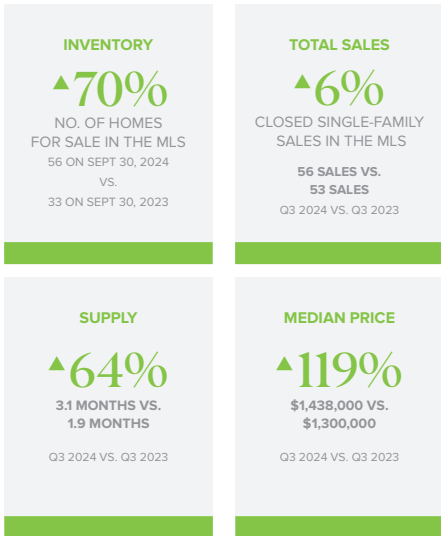 INVENTORY
▲70%
NO. OF HOMES
FOR SALE IN THE MLS
56 ON SEPT 30, 2024
VS.
33 ON SEPT 30, 2023
TOTAL SALES
▲6%
CLOSED SINGLE-FAMILY
SALES IN THE MLS
56 SALES VS.
53 SALES
Q3 2024 VS. Q3 2023
SUPPLY
▲64%
3.1 MONTHS VS.
1.9 MONTHS
Q3 2024 VS. Q3 2023
MEDIAN PRICE
▲119%
$1,438,000 VS.
$1,300,000
Q3 2024 VS. Q3 2023